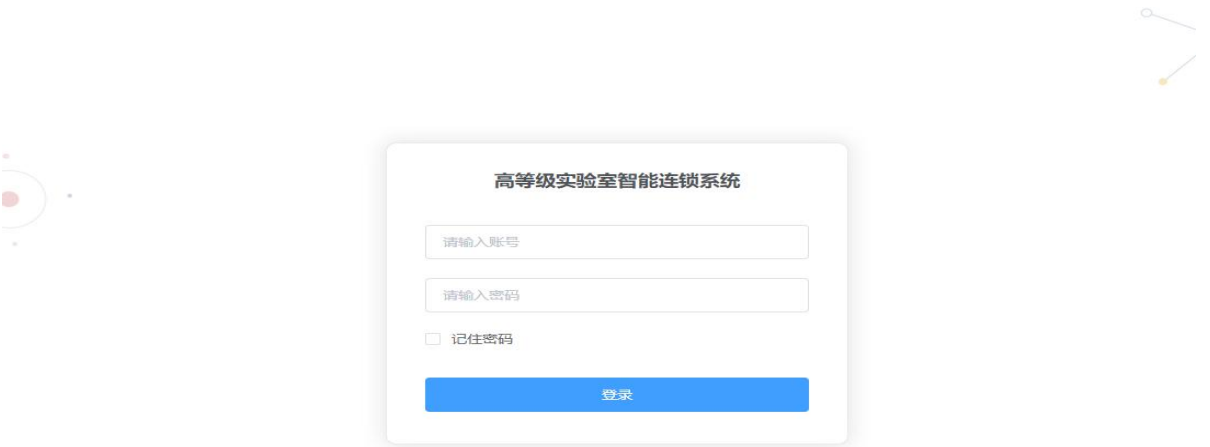 高等级实验室智能连锁系统
请输入账号
请输入密码
记住密码
登录